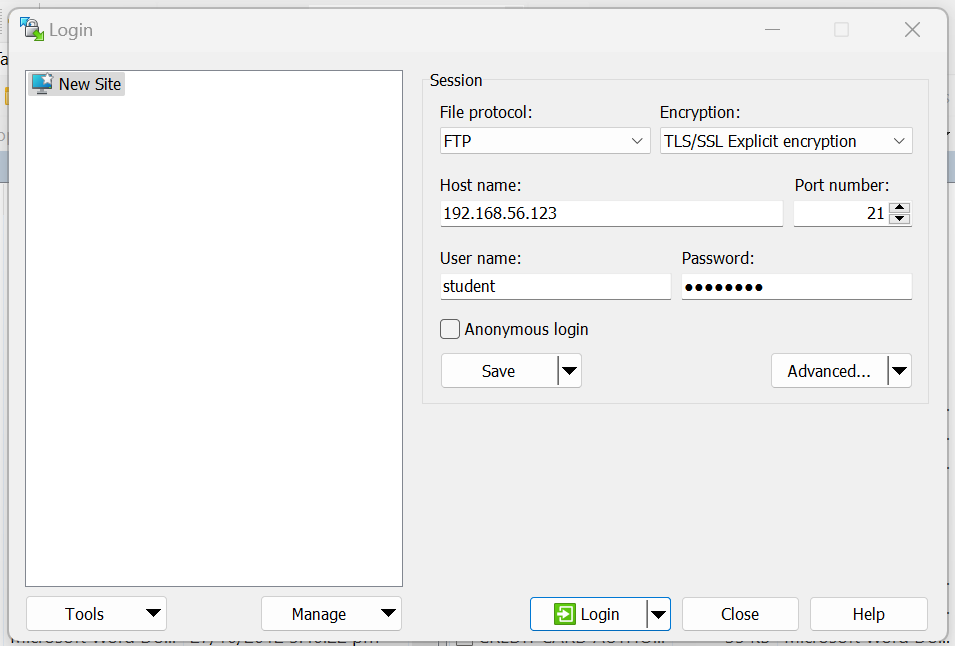 Login
New Site
Session
File protocol: Encryption:
FTP TLS/SSL Explicit encryption
Host name: Port number:
192.168.56.123 21
User name: Password:
student ●●●●●●●●
Anonymous login
Save Advanced...
Tools Manage Login Close Help